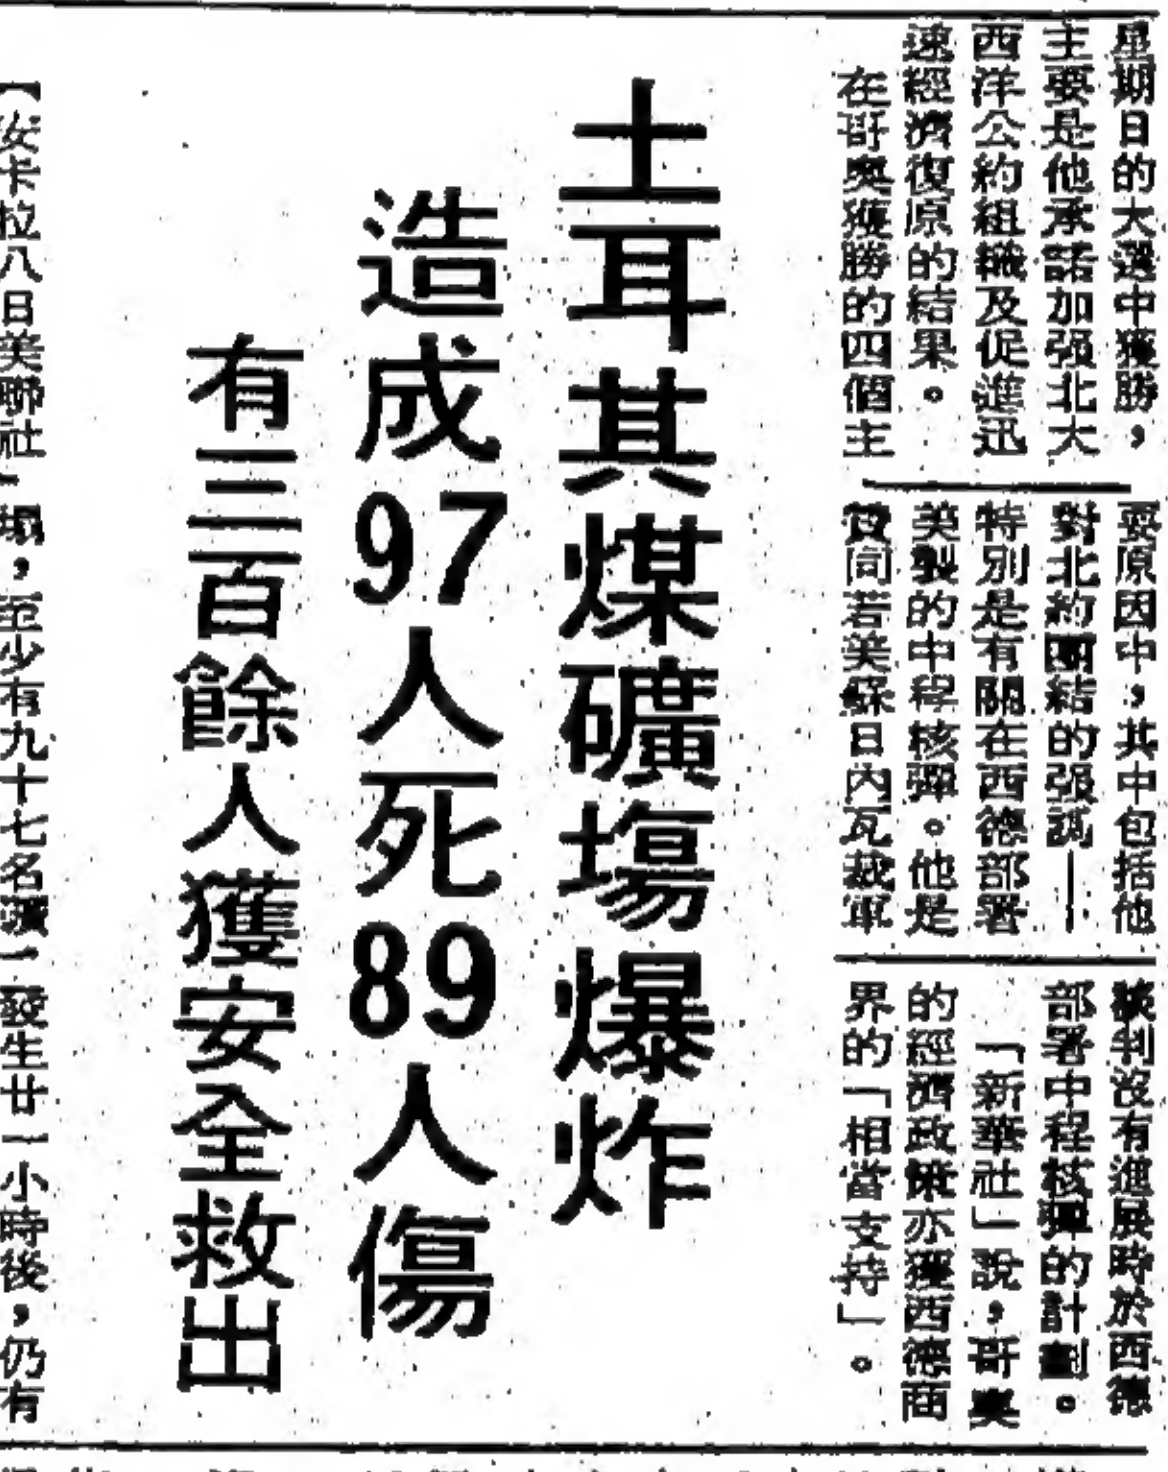 星期日的大選中獲勝，
主要是他承諾加强北大
西洋公約組織及促進迅
速經濟復原的結果。
在哥奧獲勝的四個主
要原因中，其中包括他
對北約團結的强調——
特別是有關在西德部署
美製的中程核彈。他是
贊同若美蘇日內瓦裁軍
談判沒有進展時於西德
部署中程核彈的計劃。
「新華社」說，哥奧
的經濟政策亦獲西德商
界的「相當支持」。
土耳其煤礦塲爆炸
造成97人死89人傷
有三百餘人獲安全救出
【安卡拉八日美聯社
塌，至少有九十七名
發生廿一小時後，仍有